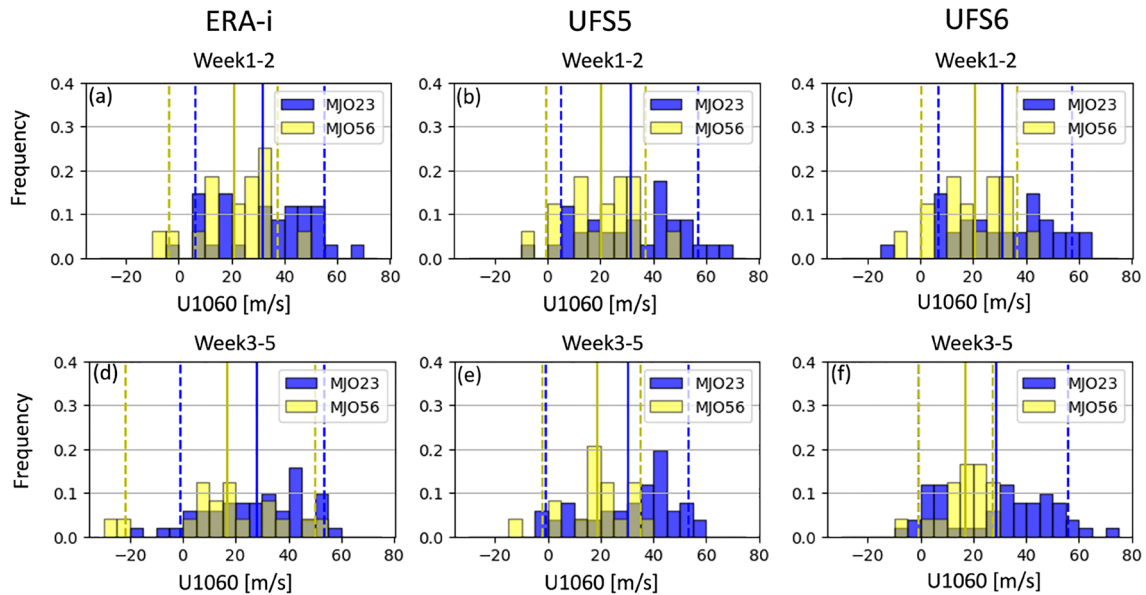 ERA-i UFS5 UFS6
Week1-2 Week1-2 Week1-2
Frequency
0.4 0.3 0.2 0.1 0.0
(a) MJO23 MJO56
−20 0 20 40 60 80
U1060 [m/s]
0.4 0.3 0.2 0.1 0.0
(b) MJO23 MJO56
−20 0 20 40 60 80
U1060 [m/s]
0.4 0.3 0.2 0.1 0.0
(c) MJO23 MJO56
−20 0 20 40 60 80
U1060 [m/s]
Week3-5 Week3-5 Week3-5
Frequency
0.4 0.3 0.2 0.1 0.0
(d) MJO23 MJO56
−20 0 20 40 60 80
U1060 [m/s]
0.4 0.3 0.2 0.1 0.0
(e) MJO23 MJO56
−20 0 20 40 60 80
U1060 [m/s]
0.4 0.3 0.2 0.1 0.0
(f) MJO23 MJO56
−20 0 20 40 60 80
U1060 [m/s]